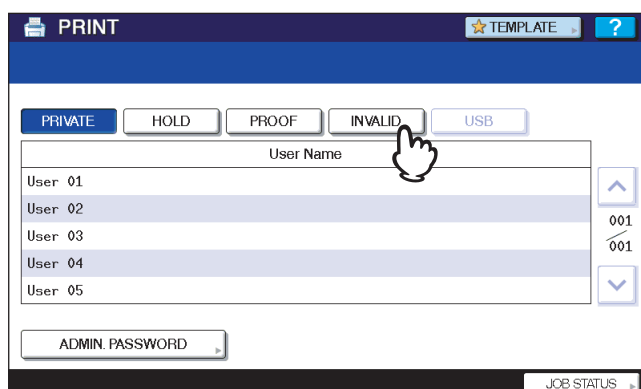 PRINT
TEMPLATE
?
PRIVATE HOLD PROOF INVALID USB
User Name
User 01
User 02
User 03
User 04
User 05
001
001
ADMIN. PASSWORD
JOB STATUS